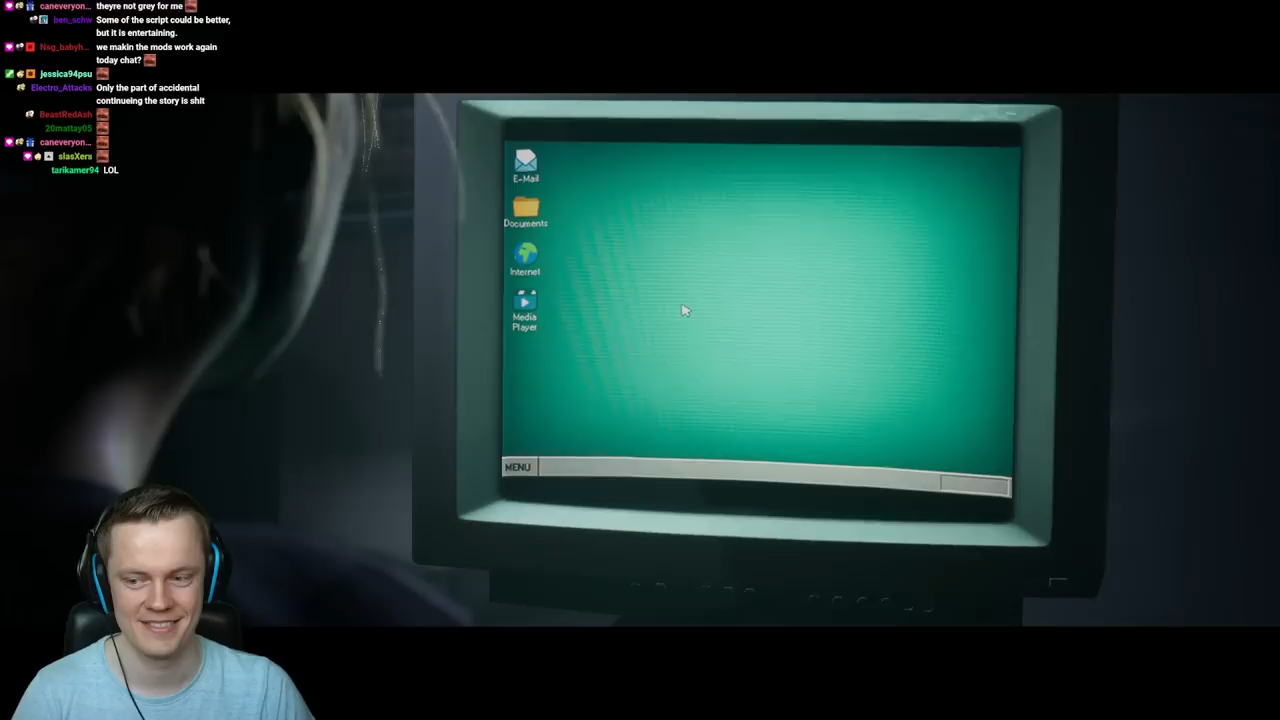 caneveryon... theyre not grey for me
ben_schw Some of the script could be better,
but it is entertaining.
Nsg_babyh... we makin the mods work again
today chat?
jessica94psu
Electro_Attacks Only the part of accidental
continueing the story is shit
BeastRedAsh
20mattay05
caneveryon...
slasXers
tarikamer94 LOL
E-Mail
Documents
Internet
Media
Player
MENU